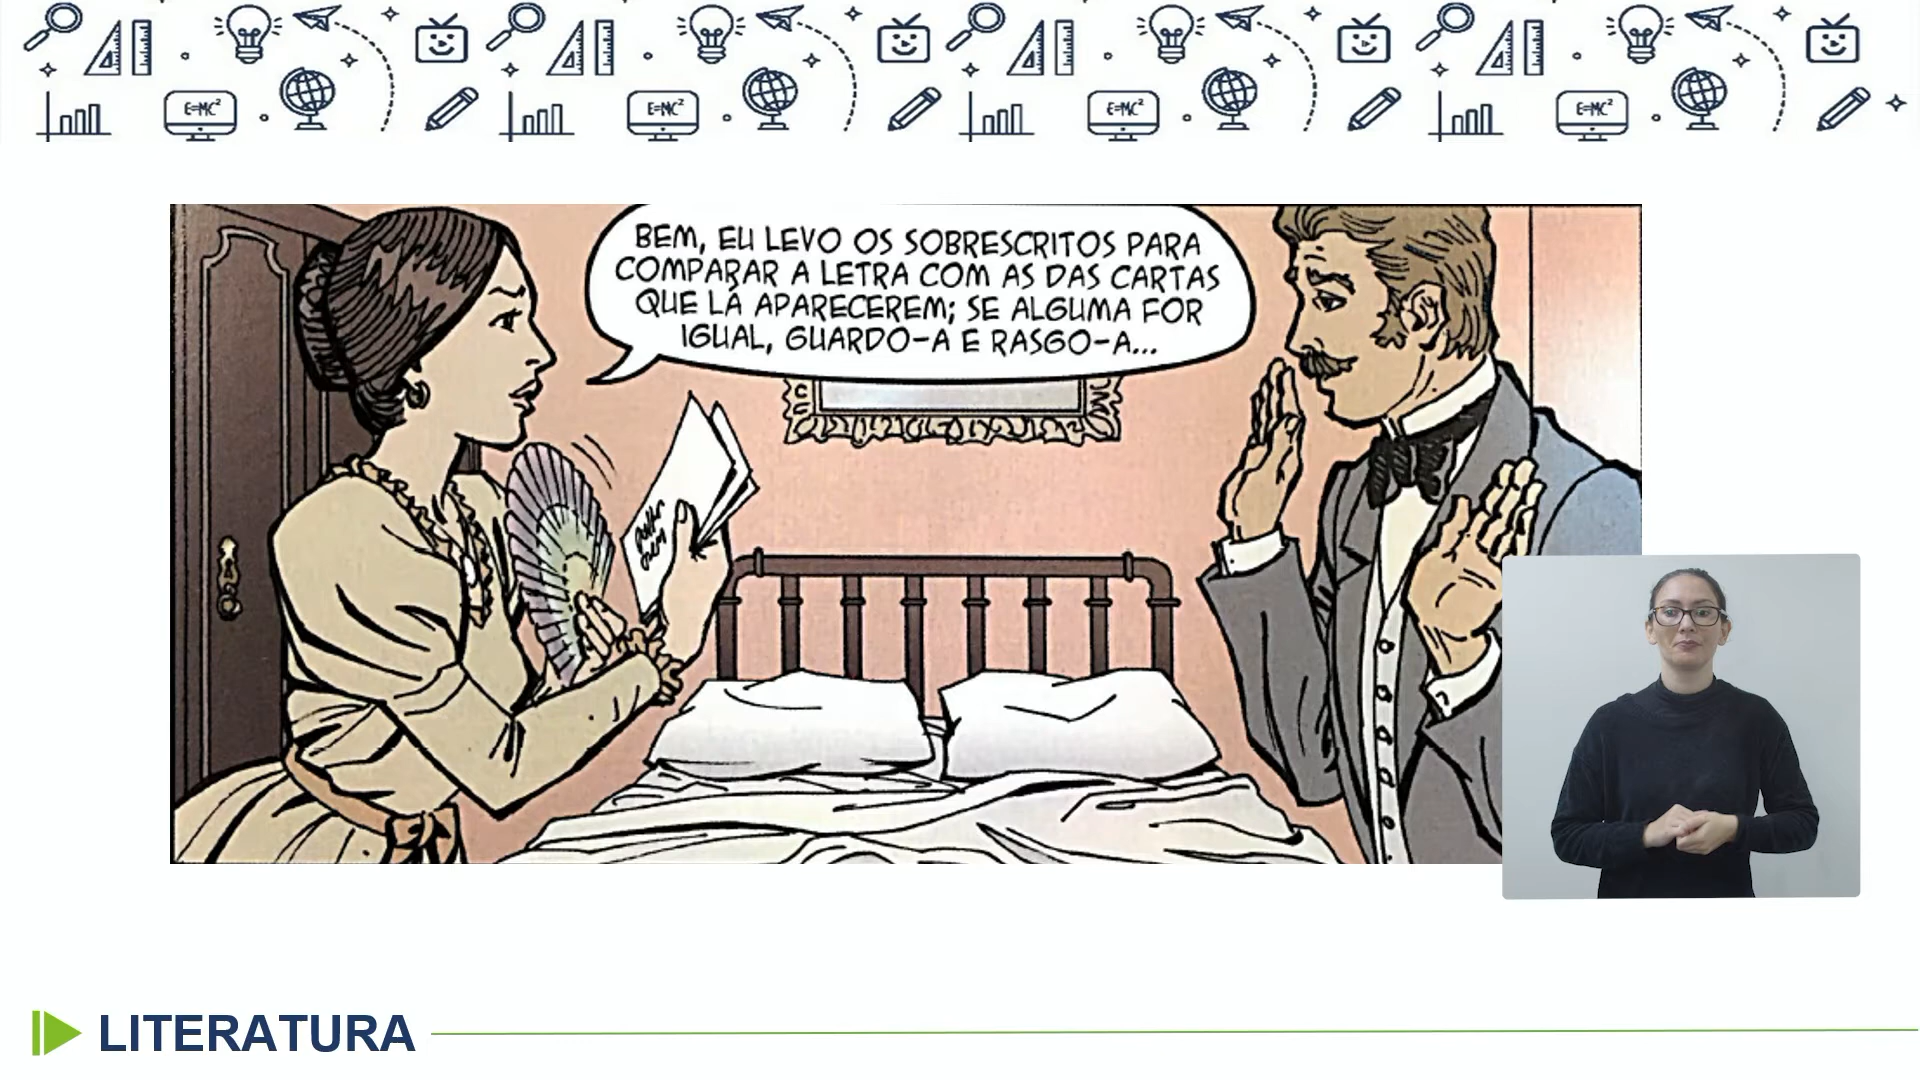 E=MC²
E=MC²
E=MC²
E=MC²
BEM, EU LEVO OS SOBRESCRITOS PARA
COMPARAR A LETRA COM AS DAS CARTAS
QUE LÁ APARECEREM; SE ALGUMA FOR
IGUAL, GUARDO-A E RASGO-A...
LITERATURA